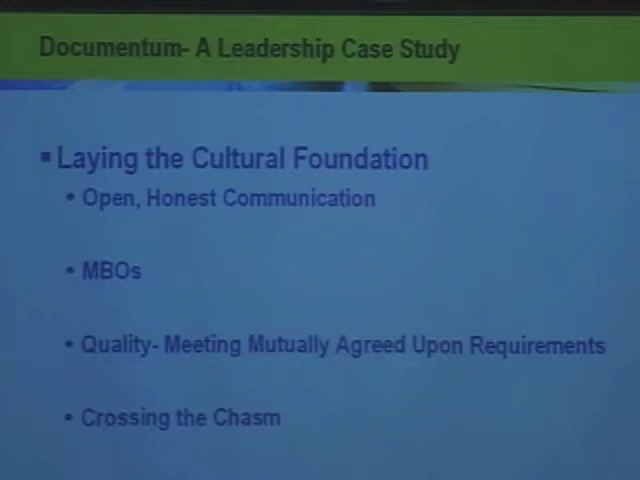 Documentum- A Leadership Case Study
▪ Laying the Cultural Foundation
• Open, Honest Communication
• MBOs
• Quality- Meeting Mutually Agreed Upon Requirements
• Crossing the Chasm